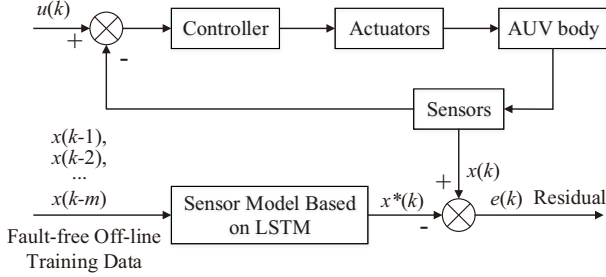 u(k)
+
-
Controller
Actuators
AUV body
Sensors
x(k-1),
x(k-2),
...
x(k-m)
Fault-free Off-line
Training Data
Sensor Model Based
on LSTM
x*(k)
+
x(k)
-
e(k)
Residual